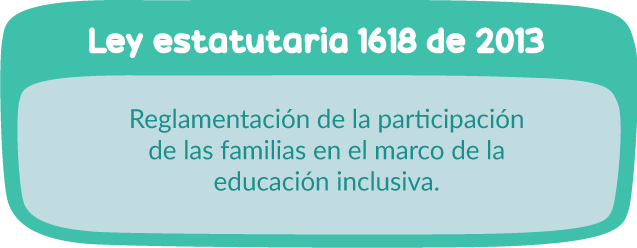 Ley estatutaria 1618 de 2013
Reglamentación de la participación
de las familias en el marco de la
educación inclusiva.